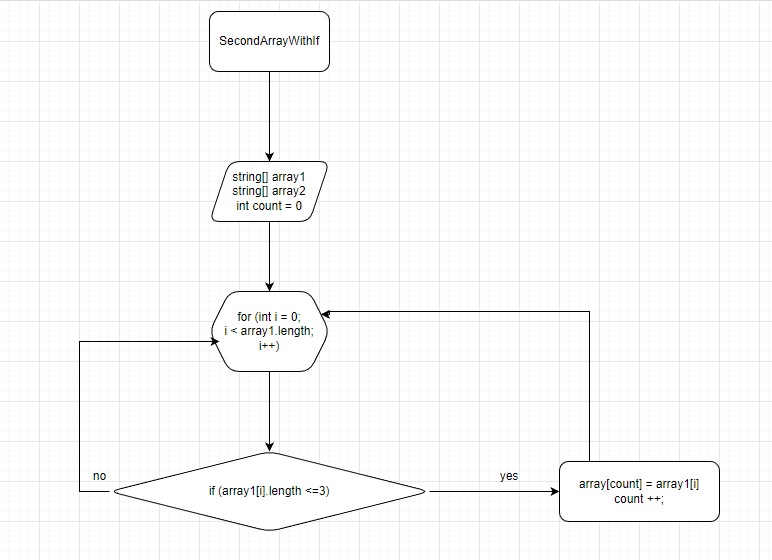 SecondArrayWithIf
string[] array1
string[] array2
int count = 0
for (int i = 0;
i < array1.length;
i++)
no
if (array1[i].length <=3)
yes
array[count] = array1[i]
count ++;